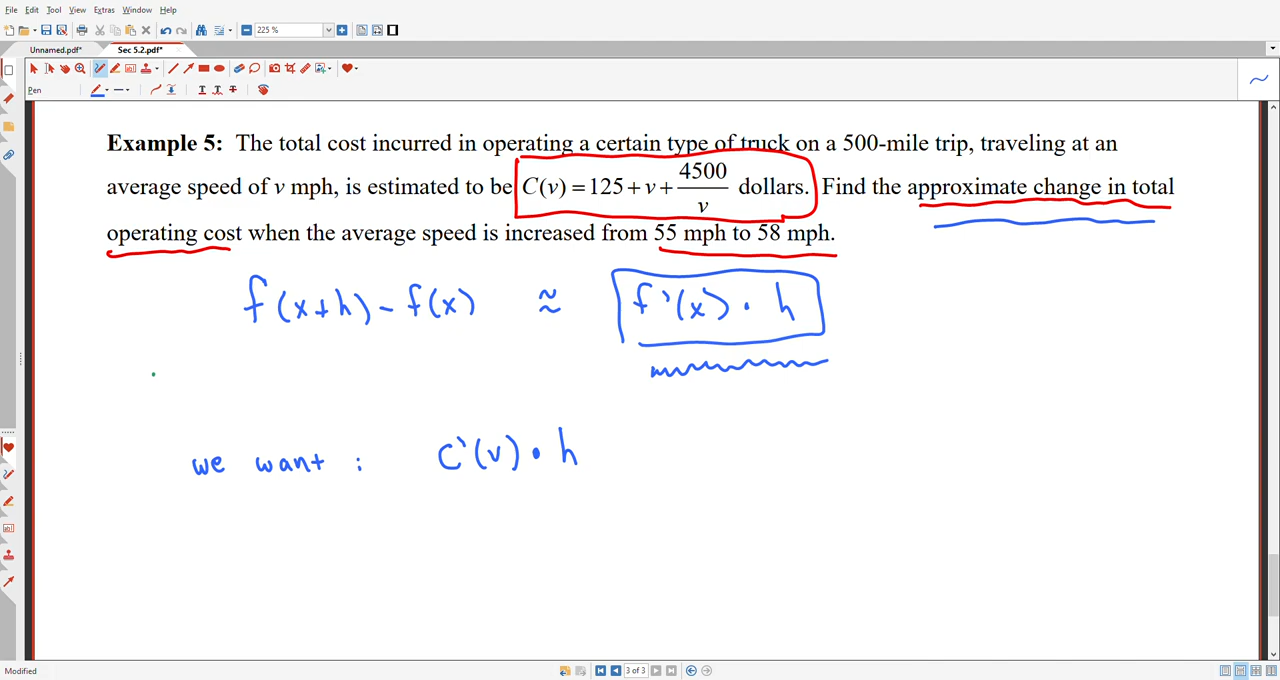 File Edit Tool View Extras Window Help
225 %
Unnamed.pdf* Sec 5.2.pdf*
Pen
Example 5: The total cost incurred in operating a certain type of truck on a 500-mile trip, traveling at an
average speed of v mph, is estimated to be C(v) = 125 + v + 4500/v dollars. Find the approximate change in total
operating cost when the average speed is increased from 55 mph to 58 mph.
f(x+h) - f(x) ≈ f'(x) • h
we want : C'(v) • h
Modified
3 of 3